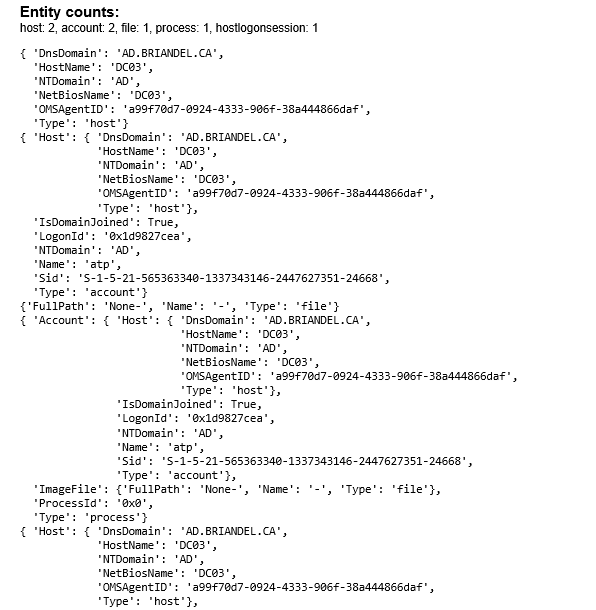 Entity counts:
host: 2, account: 2, file: 1, process: 1, hostlogonsession: 1
{ 'DnsDomain': 'AD.BRIANDEL.CA',
'HostName': 'DC03',
'NTDomain': 'AD',
'NetBiosName': 'DC03',
'OMSAgentID': 'a99f70d7-0924-4333-906f-38a444866daf',
'Type': 'host'}
{ 'Host': { 'DnsDomain': 'AD.BRIANDEL.CA',
'HostName': 'DC03',
'NTDomain': 'AD',
'NetBiosName': 'DC03',
'OMSAgentID': 'a99f70d7-0924-4333-906f-38a444866daf',
'Type': 'host'},
'IsDomainJoined': True,
'LogonId': '0x1d9827cea',
'NTDomain': 'AD',
'Name': 'atp',
'Sid': 'S-1-5-21-565363340-1337343146-2447627351-24668',
'Type': 'account'}
{'FullPath': 'None-', 'Name': '-', 'Type': 'file'}
{ 'Account': { 'Host': { 'DnsDomain': 'AD.BRIANDEL.CA',
'HostName': 'DC03',
'NTDomain': 'AD',
'NetBiosName': 'DC03',
'OMSAgentID': 'a99f70d7-0924-4333-906f-38a444866daf',
'Type': 'host'},
'IsDomainJoined': True,
'LogonId': '0x1d9827cea',
'NTDomain': 'AD',
'Name': 'atp',
'Sid': 'S-1-5-21-565363340-1337343146-2447627351-24668',
'Type': 'account'},
'ImageFile': {'FullPath': 'None-', 'Name': '-', 'Type': 'file'},
'ProcessId': '0x0',
'Type': 'process'}
{ 'Host': { 'DnsDomain': 'AD.BRIANDEL.CA',
'HostName': 'DC03',
'NTDomain': 'AD',
'NetBiosName': 'DC03',
'OMSAgentID': 'a99f70d7-0924-4333-906f-38a444866daf',
'Type': 'host'},